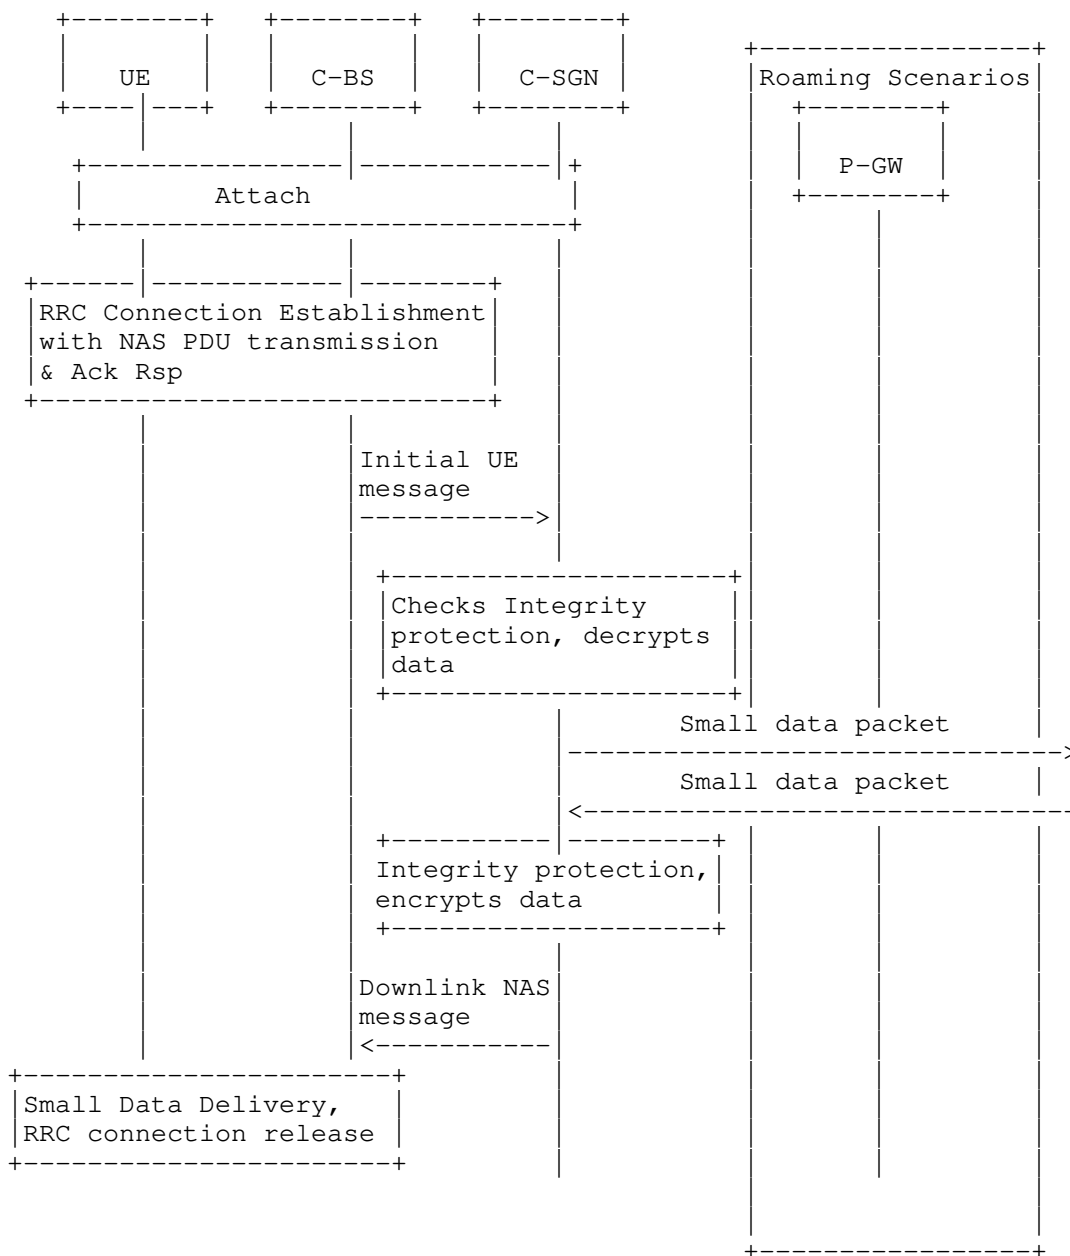 UE C-BS C-SGN
Roaming Scenarios
P-GW
Attach
RRC Connection Establishment
with NAS PDU transmission
& Ack Rsp
Initial UE
message
Checks Integrity
protection, decrypts
data
Small data packet
Small data packet
Integrity protection,
encrypts data
Downlink NAS
message
Small Data Delivery,
RRC connection release